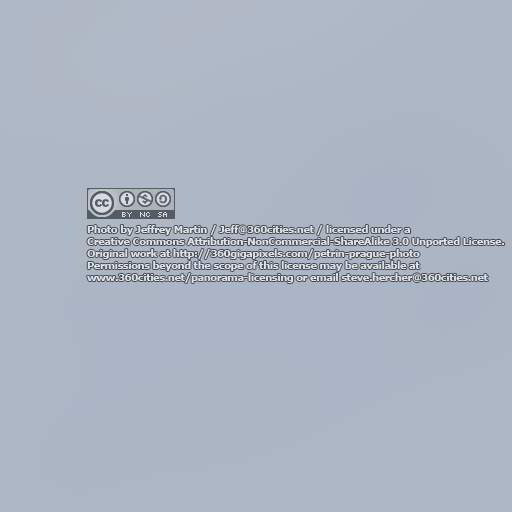 cc
BY NC SA
Photo by Jeffrey Martin / Jeff@360cities.net / licensed under a
Creative Commons Attribution-NonCommercial-ShareAlike 3.0 Unported License.
Original work at http://360gigapixels.com/petrin-prague-photo
Permissions beyond the scope of this license may be available at
www.360cities.net/panorama-licensing or email steve.hercher@360cities.net